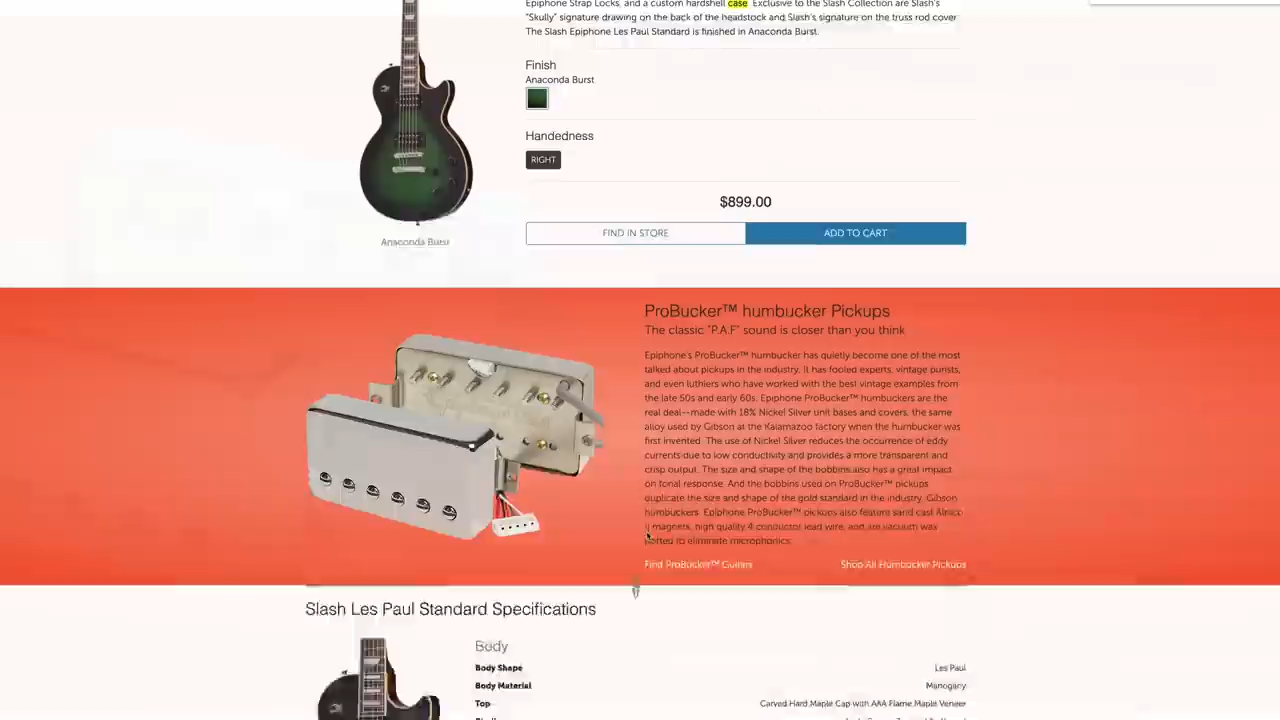 Epiphone Strap Locks, and a custom hardshell case. Exclusive to the Slash Collection are Slash's
"Skully" signature drawing on the back of the headstock and Slash's signature on the truss rod cover
The Slash Epiphone Les Paul Standard is finished in Anaconda Burst.
Finish
Anaconda Burst
Handedness
RIGHT
$899.00
FIND IN STORE
ADD TO CART
Anaconda Burst
ProBucker™ humbucker Pickups
The classic "P.A.F" sound is closer than you think
Epiphone's ProBucker™ humbucker has quietly become one of the most
talked about pickups in the industry. It has fooled experts, vintage purists,
and even luthiers who have worked with the best vintage examples from
the late 50s and early 60s. Epiphone ProBucker™ humbuckers are the
real deal--made with 18% Nickel Silver unit bases and covers, the same
alloy used by Gibson at the Kalamazoo factory when the humbucker was
first invented. The use of Nickel Silver reduces the occurrence of eddy
currents due to low conductivity and provides a more transparent and
crisp output. The size and shape of the bobbins also has a great impact
on tonal response. And the bobbins used on ProBucker™ pickups
duplicate the size and shape of the gold standard in the industry, Gibson
humbuckers. Epiphone ProBucker™ pickups also feature sand cast Alnico
II magnets, high quality 4 conductor lead wire, and are vacuum wax
potted to eliminate microphonics.
Find ProBucker™ Guitars
Shop All Humbucker Pickups
Slash Les Paul Standard Specifications
Body
Body Shape Les Paul
Body Material Mahogany
Top Carved Hard Maple Cap with AAA Flame Maple Veneer